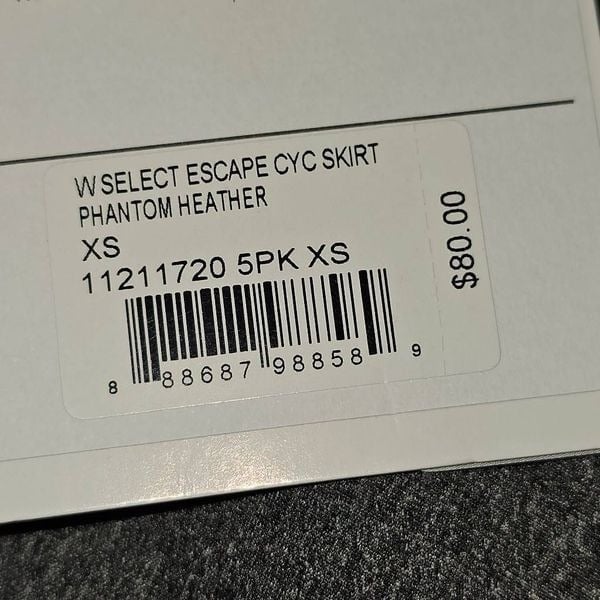 W SELECT ESCAPE CYC SKIRT
PHANTOM HEATHER
XS
11211720 5PK XS
8 88687 98858 9
$80.00